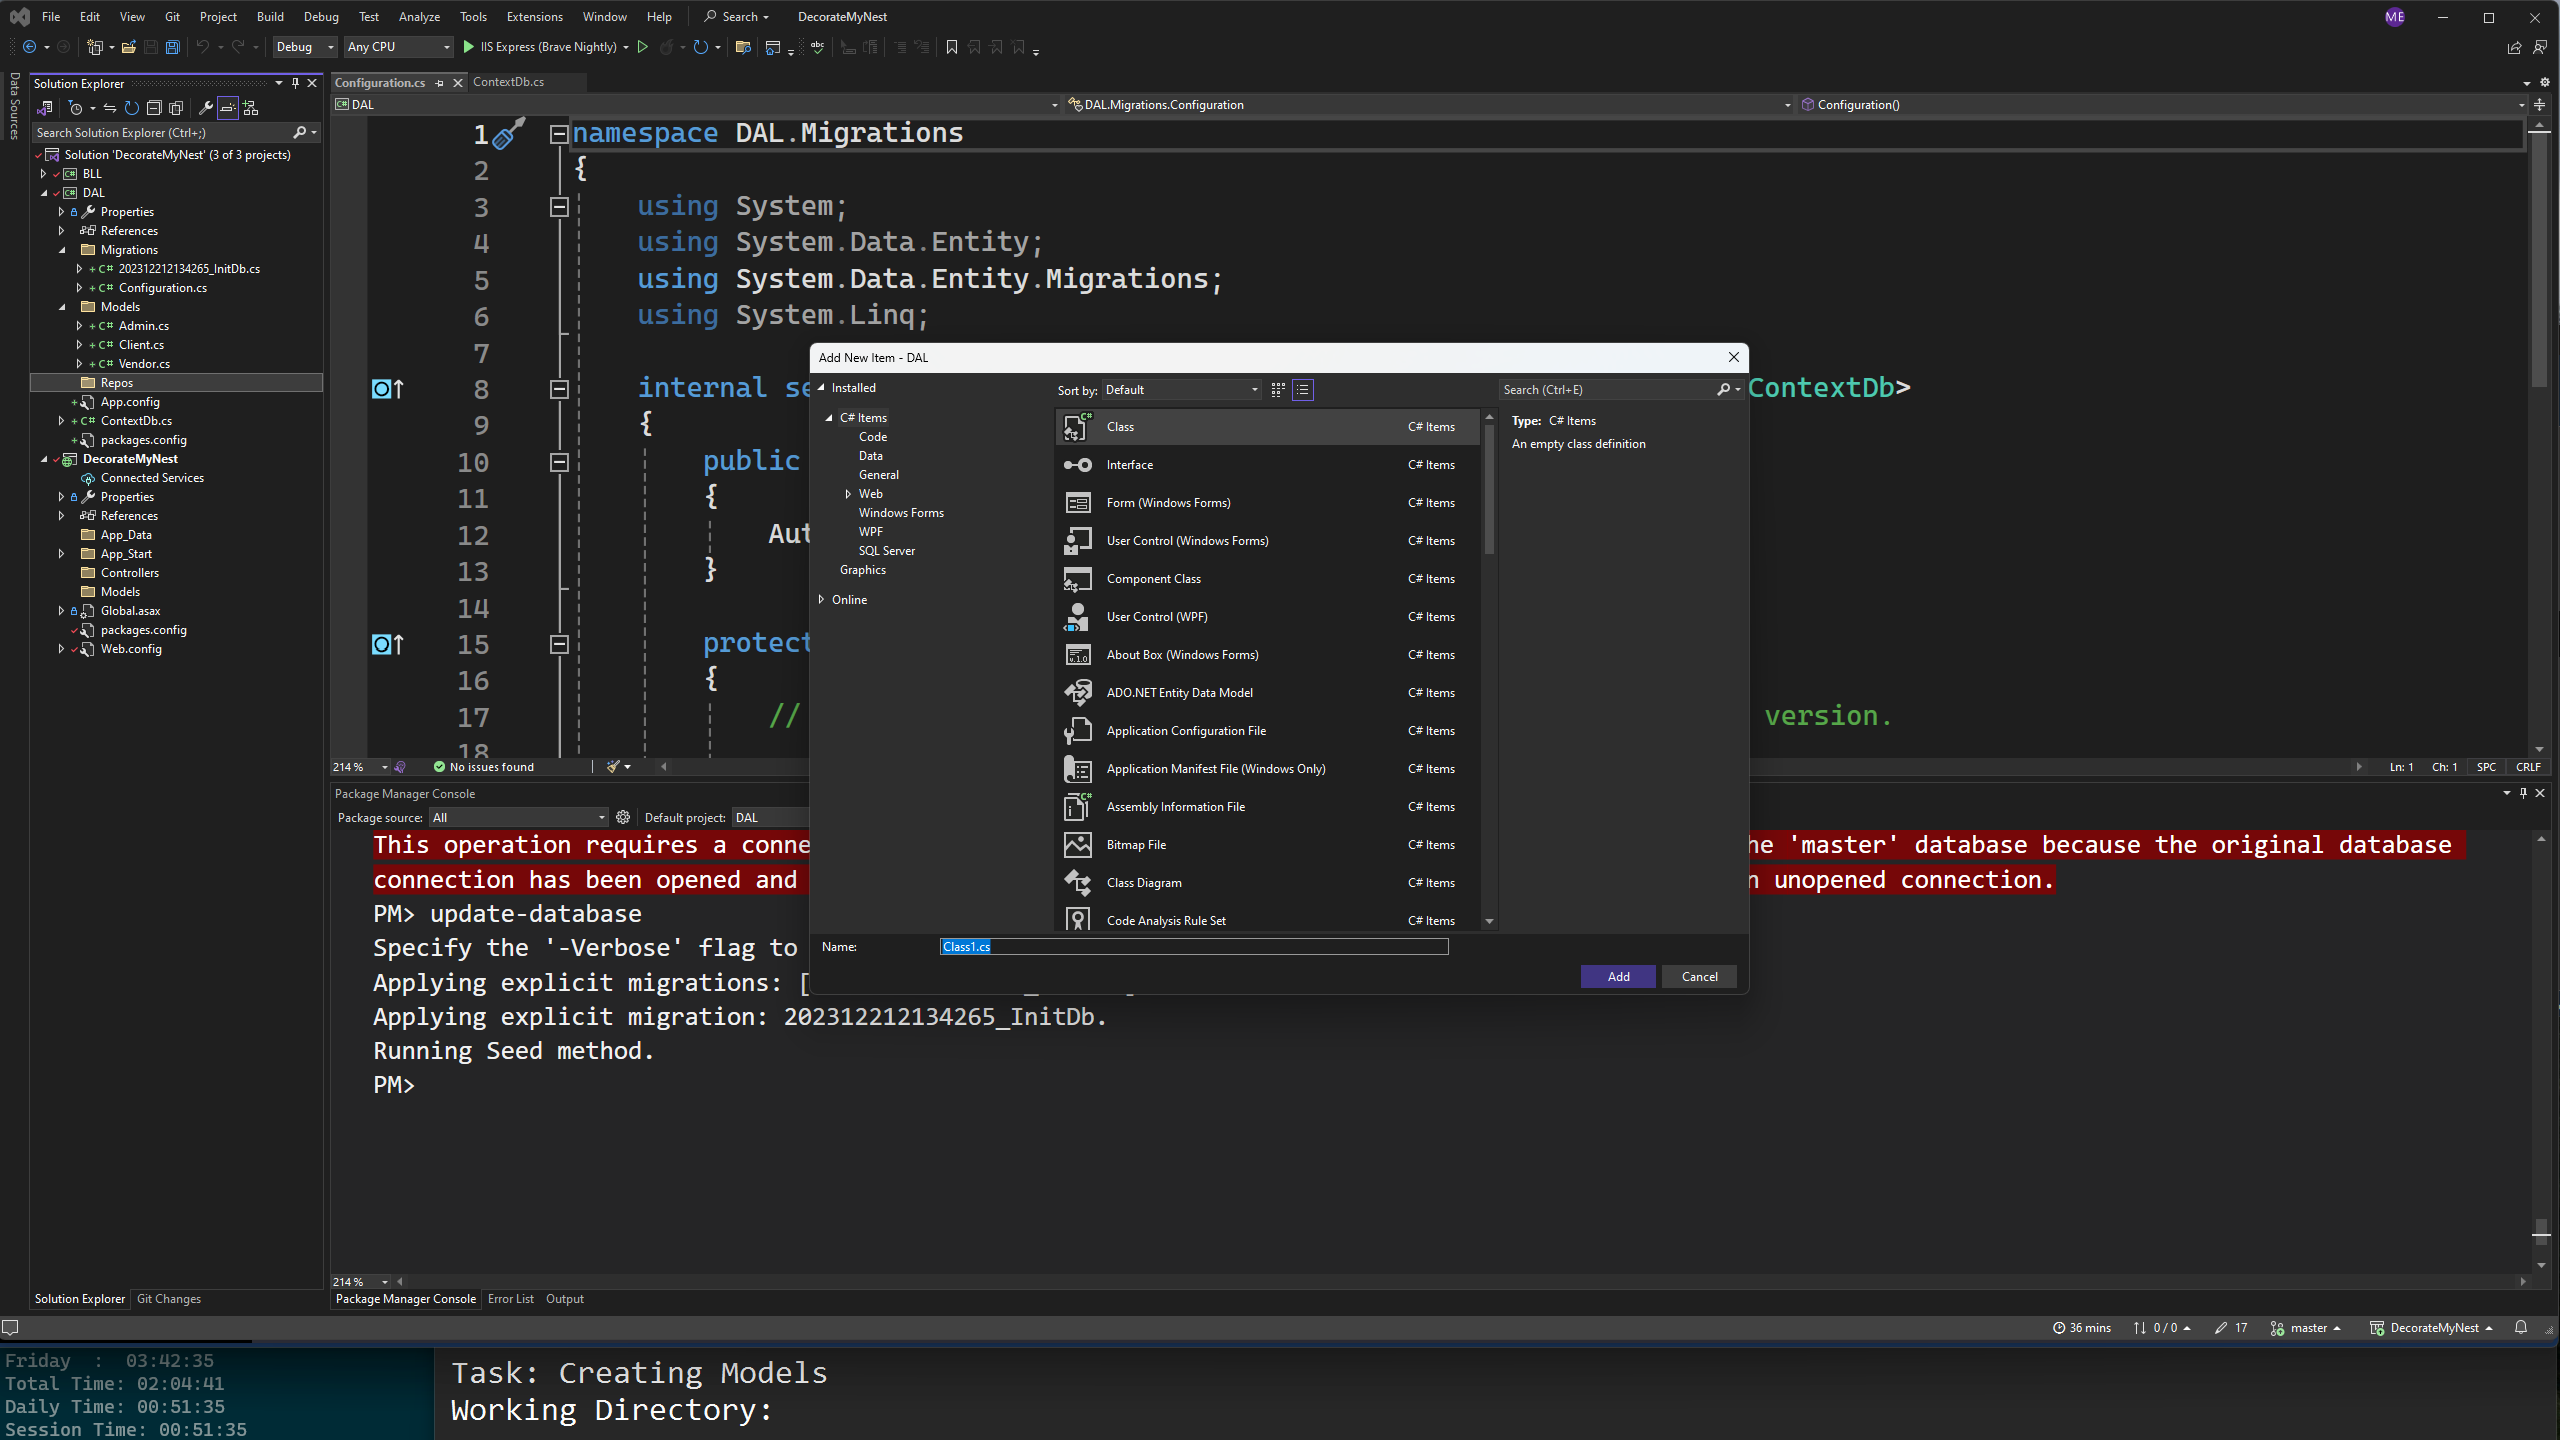 File Edit View Git Project Build Debug Test Analyze Tools Extensions Window Help Search DecorateMyNest ME
Debug Any CPU IIS Express (Brave Nightly)
Data Sources
Solution Explorer
Search Solution Explorer (Ctrl+;)
Solution 'DecorateMyNest' (3 of 3 projects)
BLL
DAL
Properties
References
Migrations
202312212134265_InitDb.cs
Configuration.cs
Models
Admin.cs
Client.cs
Vendor.cs
Repos
App.config
ContextDb.cs
packages.config
DecorateMyNest
Connected Services
Properties
References
App_Data
App_Start
Controllers
Models
Global.asax
packages.config
Web.config
Solution Explorer Git Changes
Configuration.cs ContextDb.cs
DAL DAL.Migrations.Configuration Configuration()
1 namespace DAL.Migrations
2 {
3 using System;
4 using System.Data.Entity;
5 using System.Data.Entity.Migrations;
6 using System.Linq;
7
8 internal se ContextDb>
9 {
10 public
11 {
12 Aut
13 }
14
15 protect
16 {
17 // version.
18
214 % No issues found Ln: 1 Ch: 1 SPC CRLF
Add New Item - DAL
Installed
C# Items
Code
Data
General
Web
Windows Forms
WPF
SQL Server
Graphics
Online
Sort by: Default
Class C# Items
Interface C# Items
Form (Windows Forms) C# Items
User Control (Windows Forms) C# Items
Component Class C# Items
User Control (WPF) C# Items
About Box (Windows Forms) C# Items
ADO.NET Entity Data Model C# Items
Application Configuration File C# Items
Application Manifest File (Windows Only) C# Items
Assembly Information File C# Items
Bitmap File C# Items
Class Diagram C# Items
Code Analysis Rule Set C# Items
Search (Ctrl+E)
Type: C# Items
An empty class definition
Name: Class1.cs
Add Cancel
Package Manager Console
Package source: All Default project: DAL
This operation requires a conne he 'master' database because the original database
connection has been opened and n unopened connection.
PM> update-database
Specify the '-Verbose' flag to
Applying explicit migrations: [
Applying explicit migration: 202312212134265_InitDb.
Running Seed method.
PM>
214 %
Package Manager Console Error List Output
36 mins 0 / 0 17 master DecorateMyNest
Friday : 03:42:35
Total Time: 02:04:41
Daily Time: 00:51:35
Session Time: 00:51:35
Task: Creating Models
Working Directory: